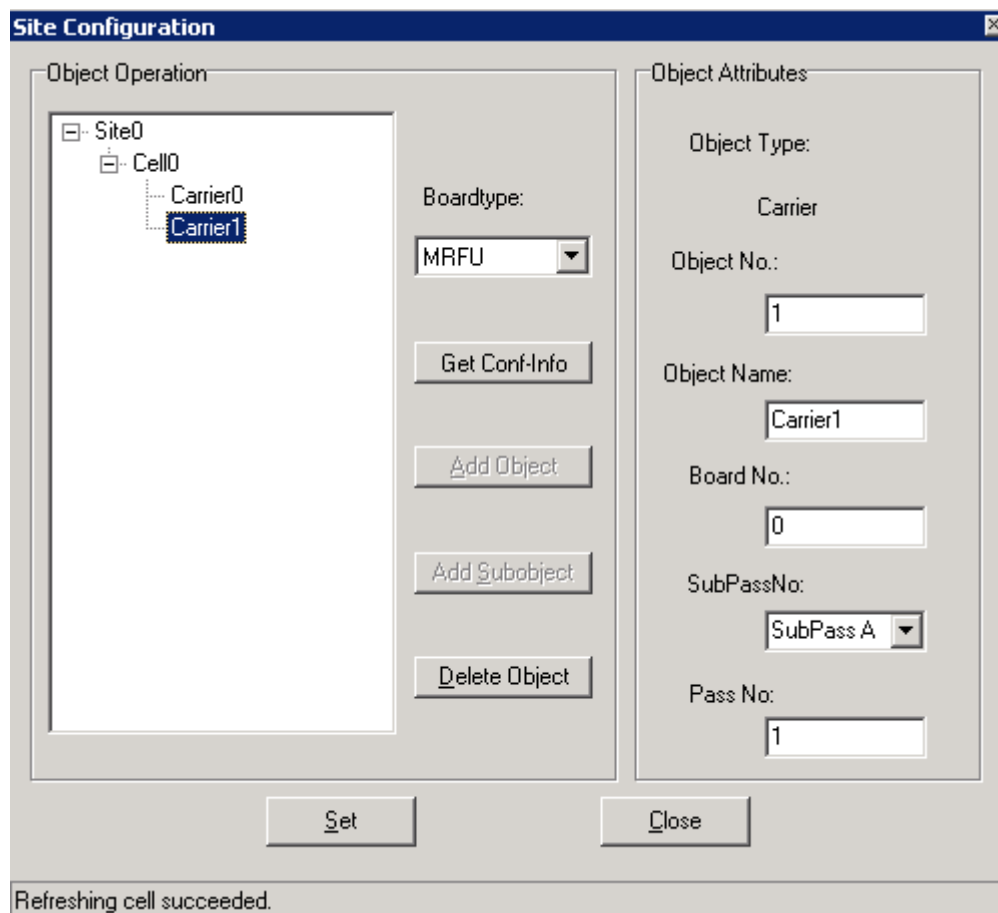 Site Configuration
Object Operation
Site0
Cell0
Carrier0
Carrier1
Boardtype:
MRFU
Get Conf-Info
Add Object
Add Subobject
Delete Object
Object Attributes
Object Type:
Carrier
Object No.:
1
Object Name:
Carrier1
Board No.:
0
SubPassNo:
SubPass A
Pass No:
1
Set
Close
Refreshing cell succeeded.